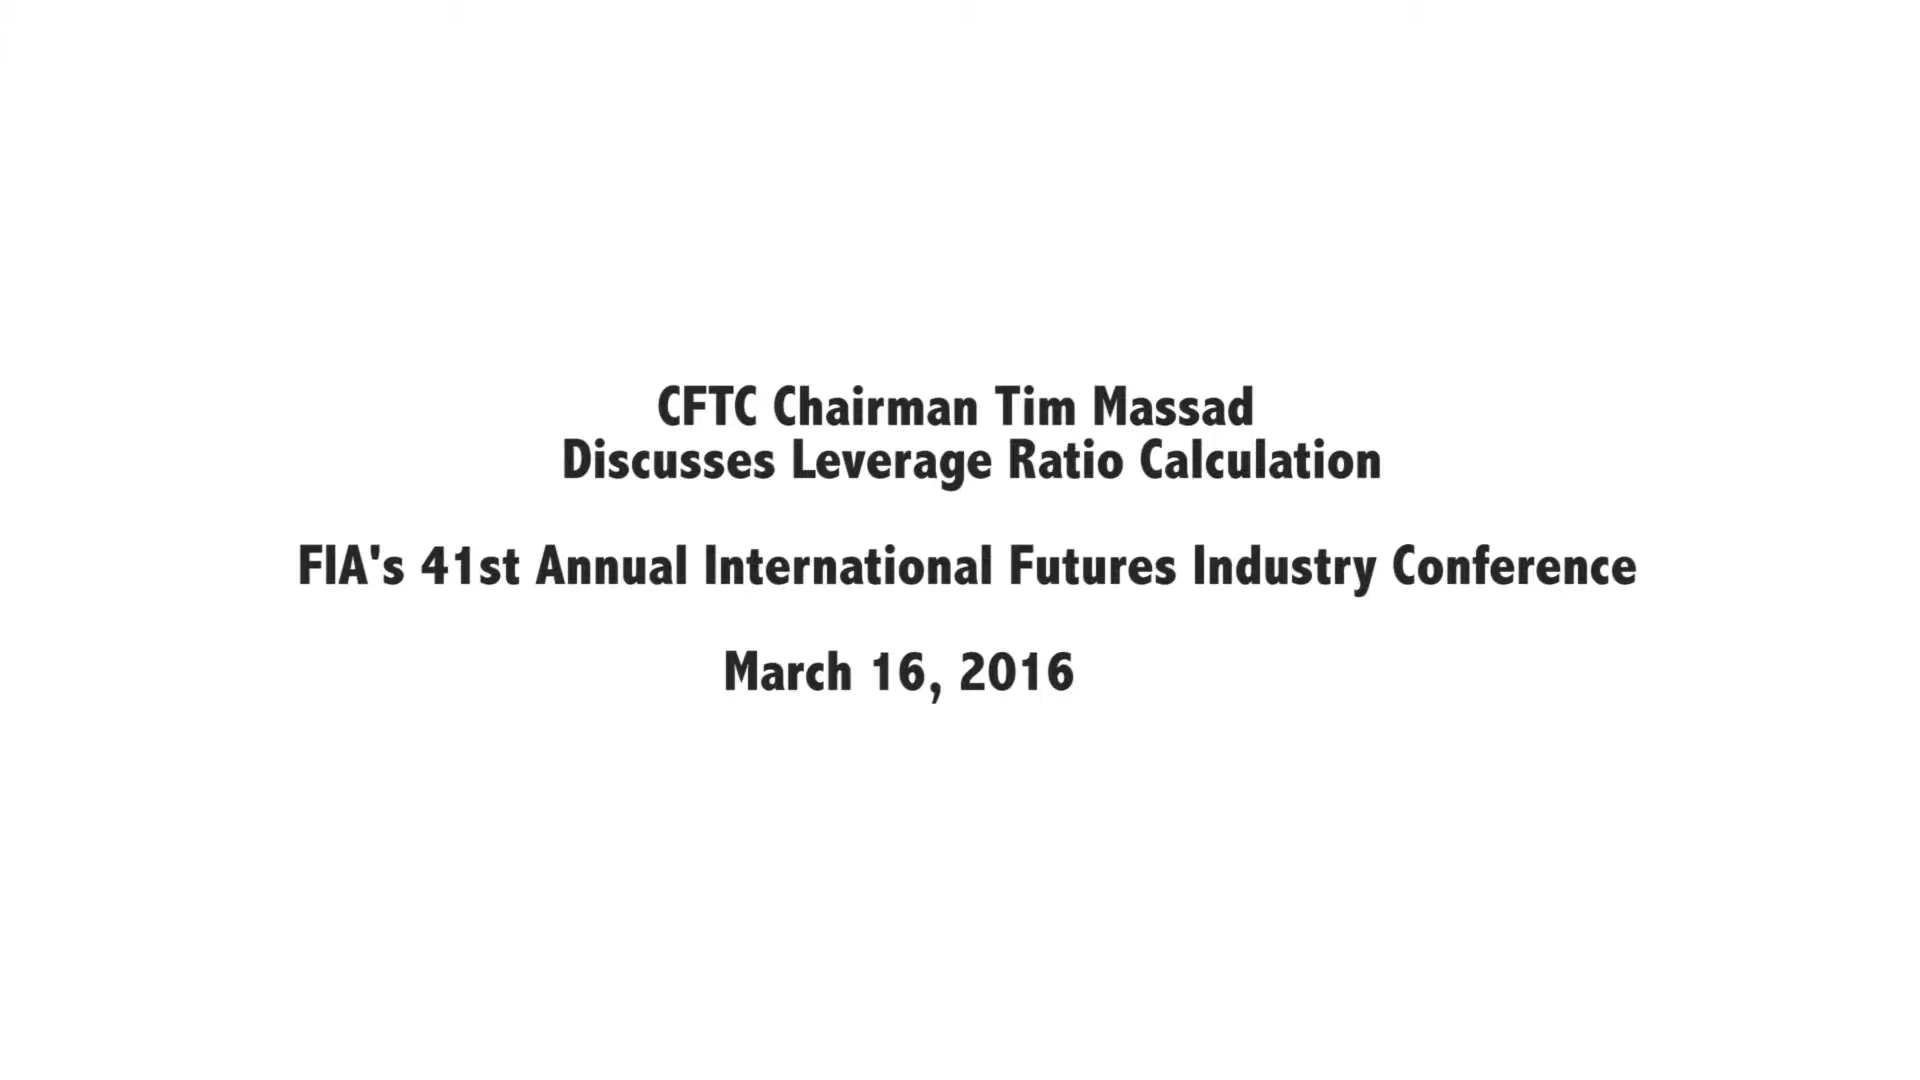 CFTC Chairman Tim Massad
Discusses Leverage Ratio Calculation
FIA's 41st Annual International Futures Industry Conference
March 16, 2016